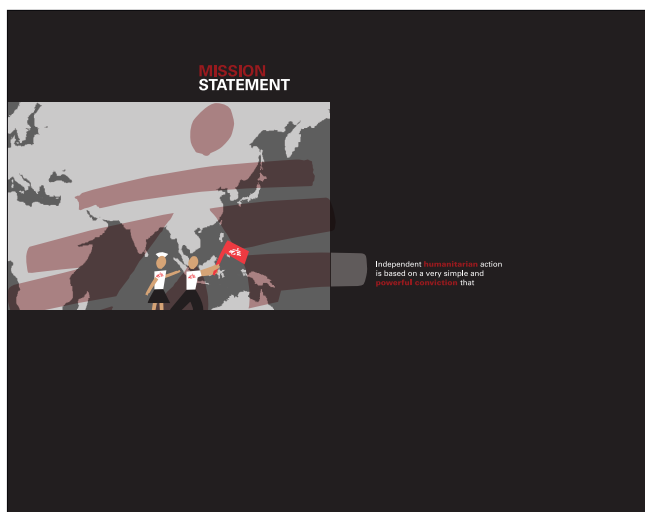 MISSION
STATEMENT
Independent humanitarian action
is based on a very simple and
powerful conviction that